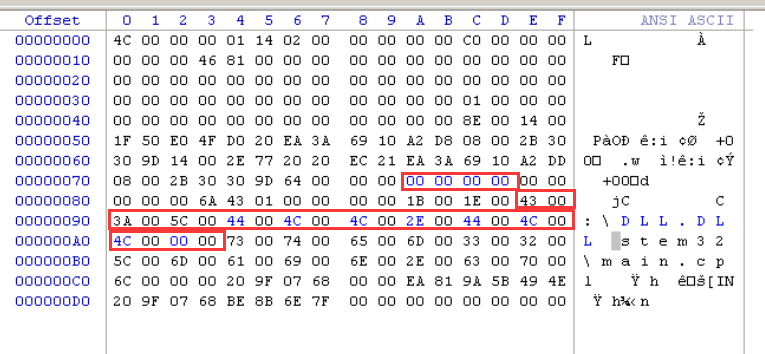 Offset 0 1 2 3 4 5 6 7 8 9 A B C D E F ANSI ASCII
00000000 4C 00 00 00 01 14 02 00 00 00 00 00 C0 00 00 00 L À
00000010 00 00 00 46 81 00 00 00 00 00 00 00 00 00 00 00 F□
00000020 00 00 00 00 00 00 00 00 00 00 00 00 00 00 00 00
00000030 00 00 00 00 00 00 00 00 00 00 00 00 01 00 00 00
00000040 00 00 00 00 00 00 00 00 00 00 00 00 8E 00 14 00 Ž
00000050 1F 50 E0 4F D0 20 EA 3A 69 10 A2 D8 08 00 2B 30 PàOÐ ê:i ¢Ø +0
00000060 30 9D 14 00 2E 77 20 20 EC 21 EA 3A 69 10 A2 DD 0□ .w ì!ê:i ¢Ý
00000070 08 00 2B 30 30 9D 64 00 00 00 00 00 00 00 00 00 +00□d
00000080 00 00 00 6A 43 01 00 00 00 00 1B 00 1E 00 43 00 jC C
00000090 3A 00 5C 00 44 00 4C 00 4C 00 2E 00 44 00 4C 00 : \ D L L . D L
000000A0 4C 00 00 00 73 00 74 00 65 00 6D 00 33 00 32 00 L s t e m 3 2
000000B0 5C 00 6D 00 61 00 69 00 6E 00 2E 00 63 00 70 00 \ m a i n . c p
000000C0 6C 00 00 00 20 9F 07 68 00 00 EA 81 9A 5B 49 4E l Ÿ h ê□š[IN
000000D0 20 9F 07 68 BE 8B 6E 7F 00 00 00 00 00 00 00 00 Ÿ h¾‹n